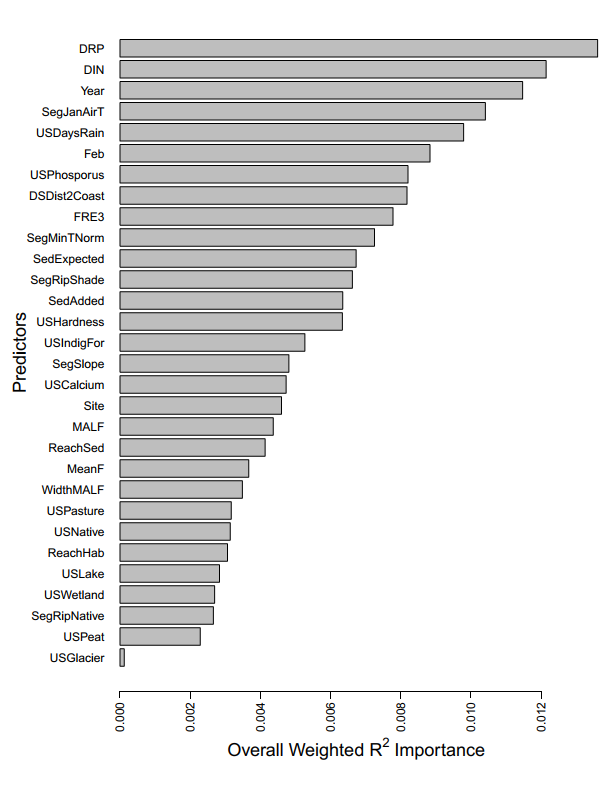 DRP
DIN
Year
SegJanAirT
USDaysRain
Feb
USPhosporus
DSDist2Coast
FRE3
SegMinTNorm
SedExpected
SegRipShade
SedAdded
USHardness
USIndigFor
SegSlope
USCalcium
Site
MALF
ReachSed
MeanF
WidthMALF
USPasture
USNative
ReachHab
USLake
USWetland
SegRipNative
USPeat
USGlacier
Predictors
0.000
0.002
0.004
0.006
0.008
0.010
0.012
Overall Weighted R² Importance